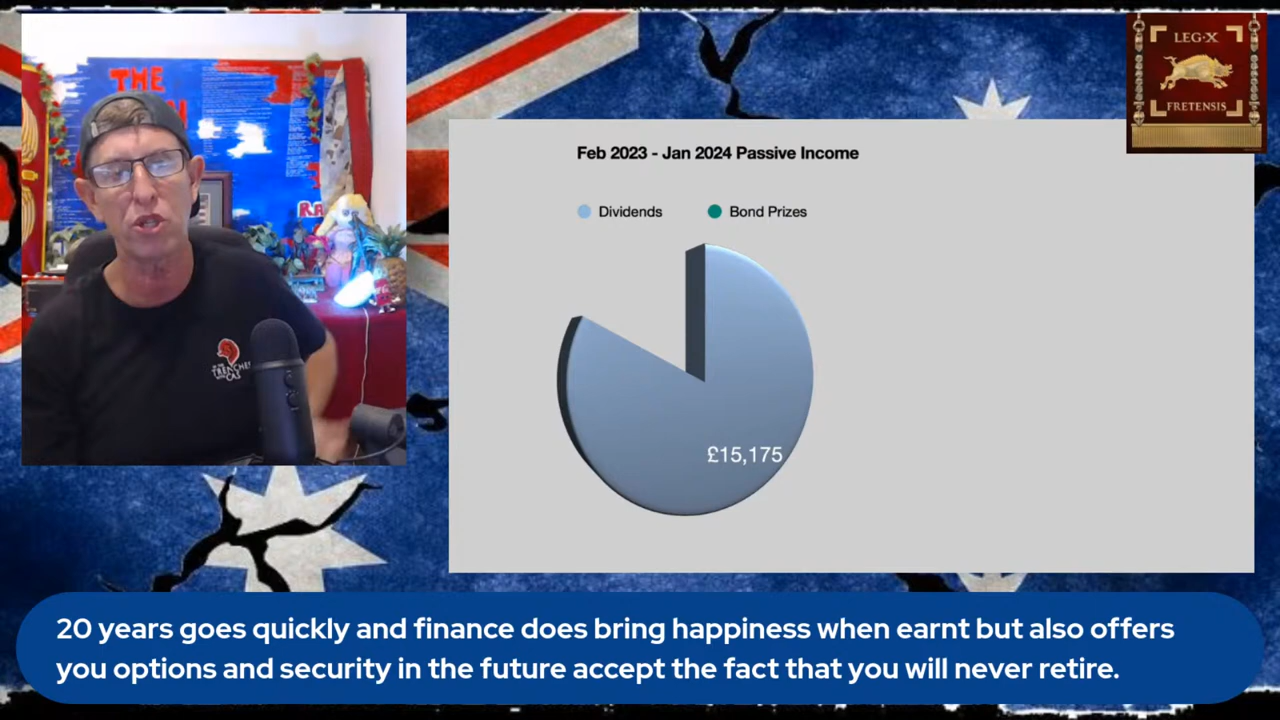 THE
LEG·X
FRETENSIS
Feb 2023 - Jan 2024 Passive Income
Dividends Bond Prizes
£15,175
20 years goes quickly and finance does bring happiness when earnt but also offers
you options and security in the future accept the fact that you will never retire.